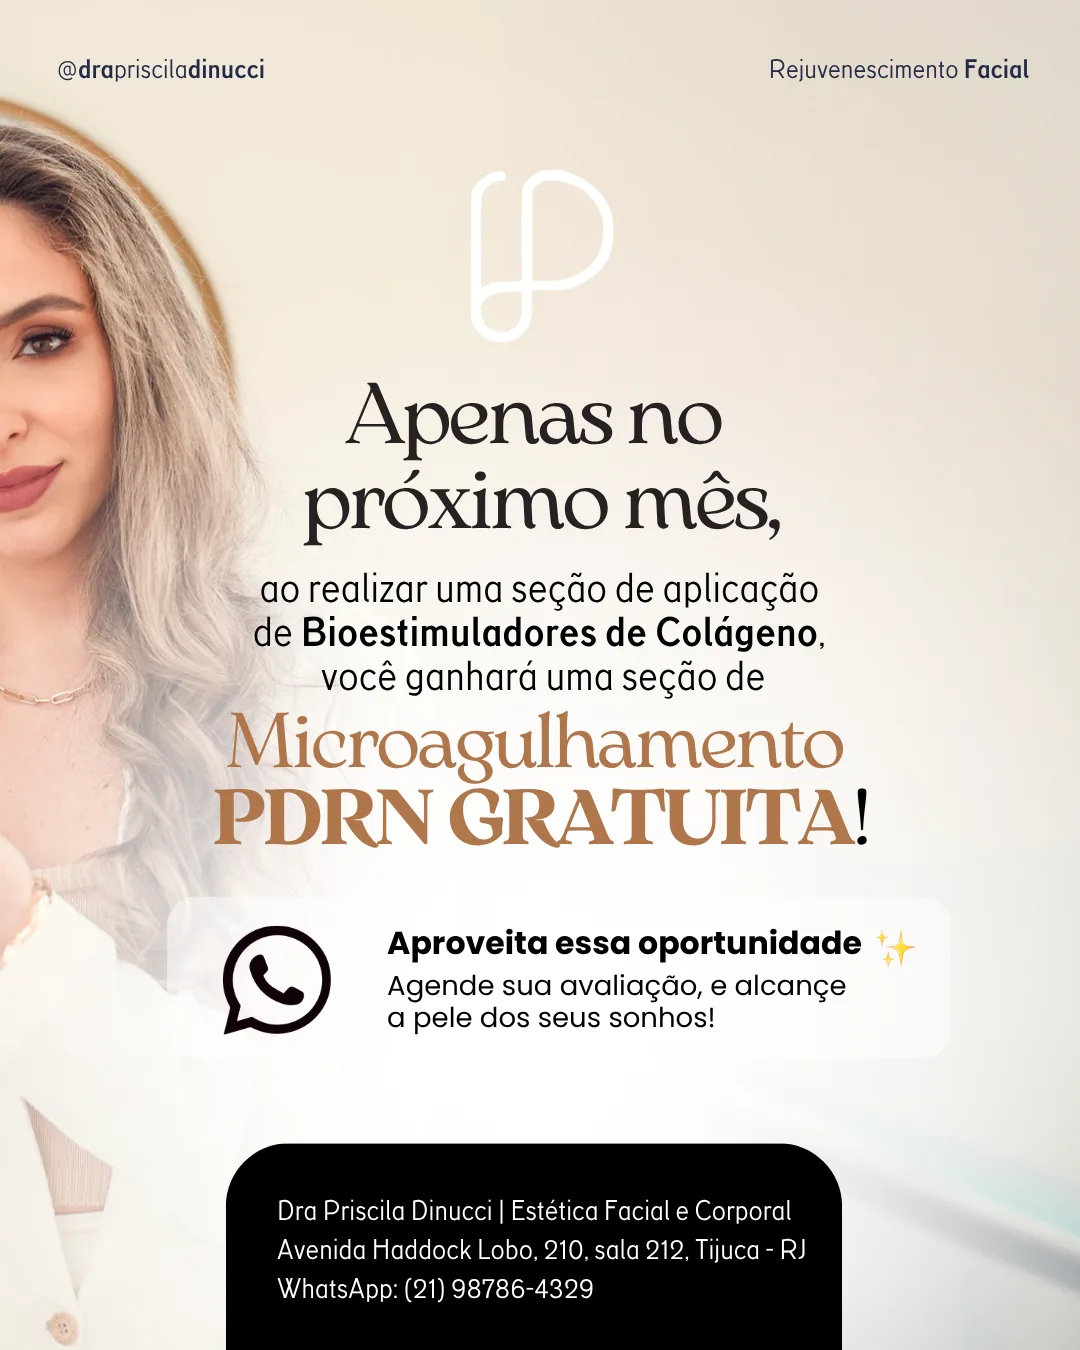 @draprisciladinucci
Rejuvenescimento Facial
Apenas no
próximo mês,
ao realizar uma seção de aplicação
de Bioestimuladores de Colágeno,
você ganhará uma seção de
Microagulhamento
PDRN GRATUITA!
Aproveita essa oportunidade ✨
Agende sua avaliação, e alcançe
a pele dos seus sonhos!
Dra Priscila Dinucci | Estética Facial e Corporal
Avenida Haddock Lobo, 210, sala 212, Tijuca - RJ
WhatsApp: (21) 98786-4329